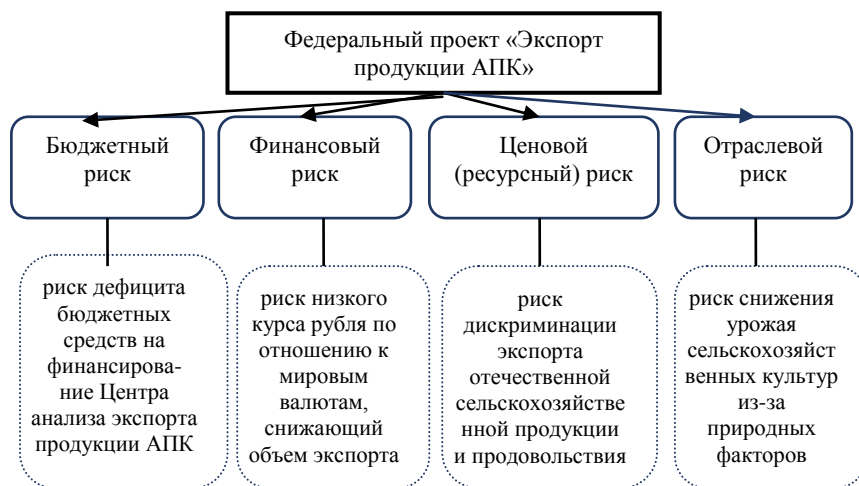 Федеральный проект «Экспорт
продукции АПК»
Бюджетный
риск
Финансовый
риск
Ценовой
(ресурсный) риск
Отраслевой
риск
риск дефицита
бюджетных
средств на
финансирова-
ние Центра
анализа экспорта
продукции АПК
риск низкого
курса рубля по
отношению к
мировым
валютам,
снижающий
объем экспорта
риск
дискриминации
экспорта
отечественной
сельскохозяйстве
нной продукции
и продовольствия
риск снижения
урожая
сельскохозяйст
венных культур
из-за
природных
факторов